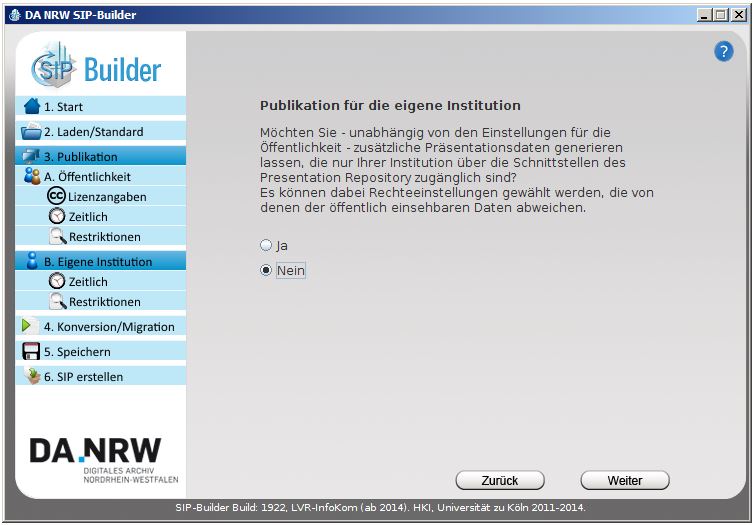 DA NRW SIP-Builder
SIP Builder
?
1. Start
2. Laden/Standard
3. Publikation
A. Öffentlichkeit
cc Lizenzangaben
Zeitlich
Restriktionen
B. Eigene Institution
Zeitlich
Restriktionen
4. Konversion/Migration
5. Speichern
6. SIP erstellen
DA.NRW
DIGITALES ARCHIV
NORDRHEIN-WESTFALEN
Publikation für die eigene Institution
Möchten Sie - unabhängig von den Einstellungen für die
Öffentlichkeit - zusätzliche Präsentationsdaten generieren
lassen, die nur Ihrer Institution über die Schnittstellen des
Presentation Repository zugänglich sind?
Es können dabei Rechteeinstellungen gewählt werden, die von
denen der öffentlich einsehbaren Daten abweichen.
Ja
Nein
Zurück
Weiter
SIP-Builder Build: 1922, LVR-InfoKom (ab 2014). HKI, Universität zu Köln 2011-2014.